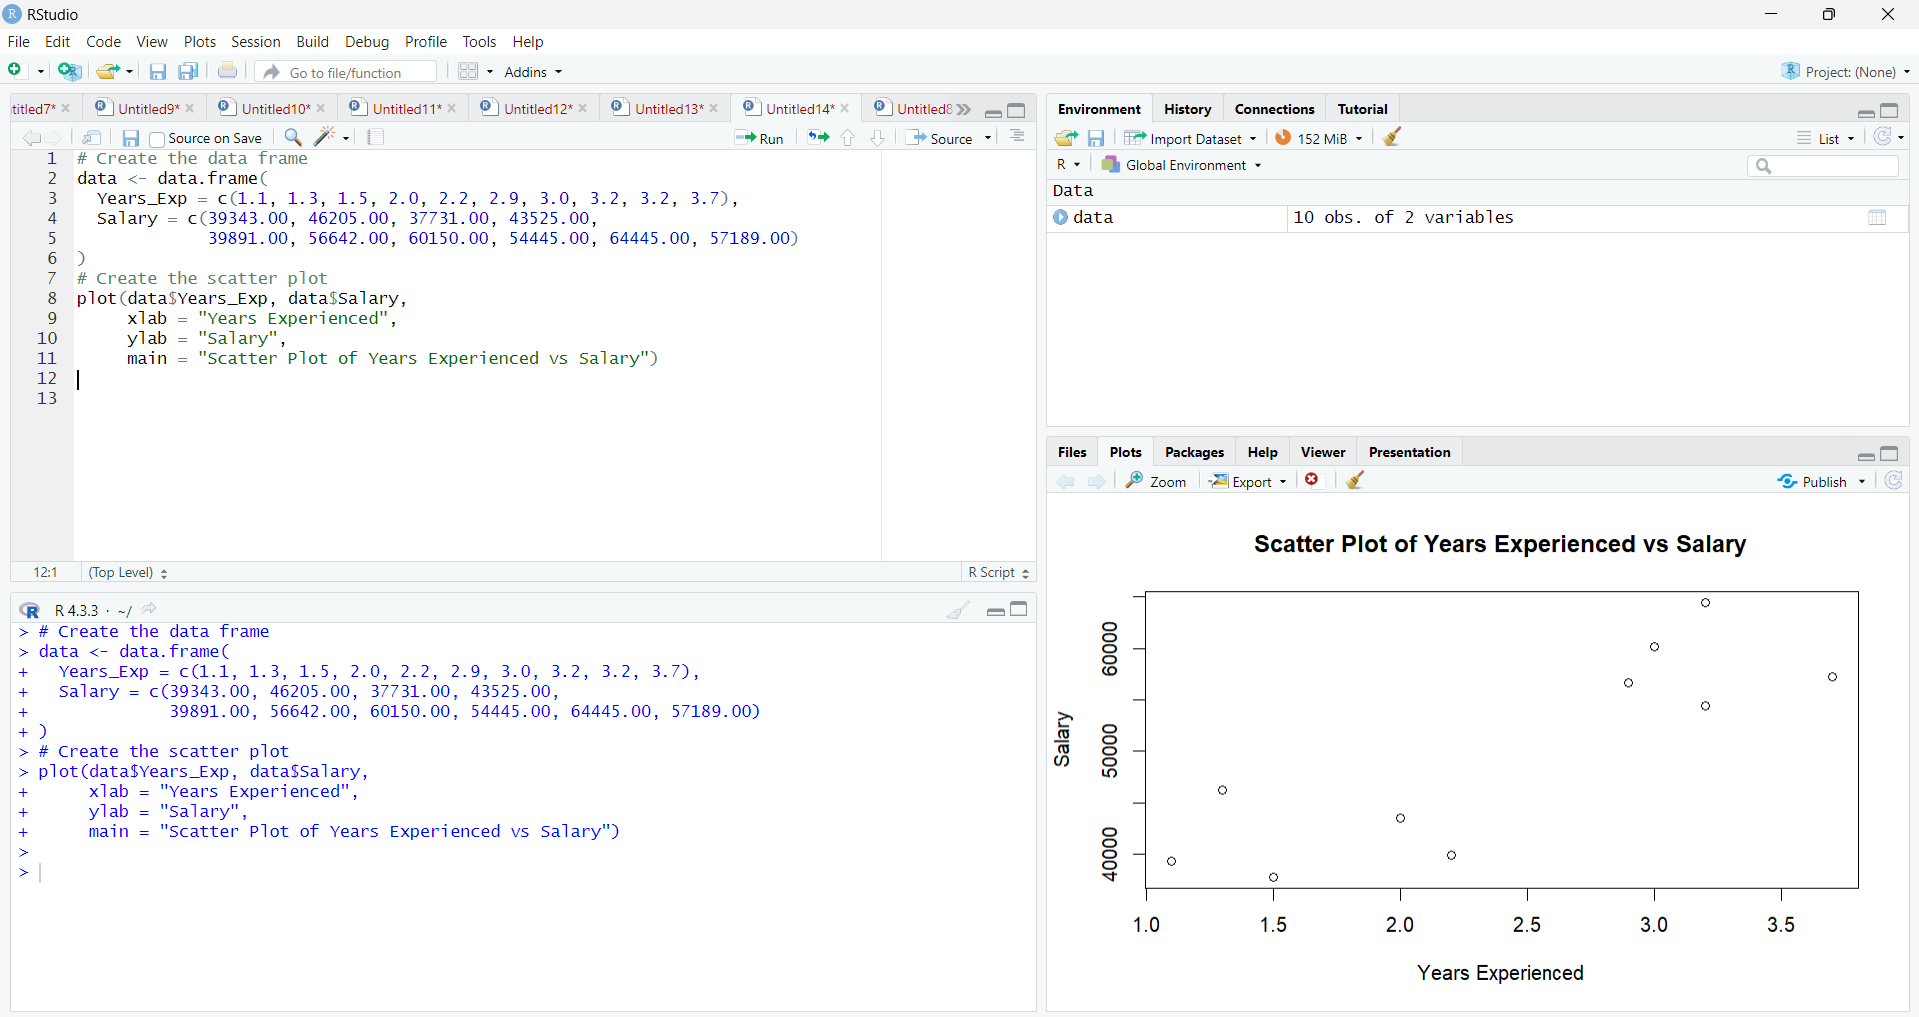 RStudio
File Edit Code View Plots Session Build Debug Profile Tools Help
Go to file/function Addins Project: (None)
titled7* Untitled9* Untitled10* Untitled11* Untitled12* Untitled13* Untitled14* Untitled8
Source on Save Run Source
1 # Create the data frame
2 data <- data.frame(
3   Years_Exp = c(1.1, 1.3, 1.5, 2.0, 2.2, 2.9, 3.0, 3.2, 3.2, 3.7),
4   Salary = c(39343.00, 46205.00, 37731.00, 43525.00,
5              39891.00, 56642.00, 60150.00, 54445.00, 64445.00, 57189.00)
6 )
7 # Create the scatter plot
8 plot(data$Years_Exp, data$Salary,
9      xlab = "Years Experienced",
10      ylab = "Salary",
11      main = "Scatter Plot of Years Experienced vs Salary")
12
13
12:1 (Top Level) R Script
R 4.3.3 · ~/
> # Create the data frame
> data <- data.frame(
+   Years_Exp = c(1.1, 1.3, 1.5, 2.0, 2.2, 2.9, 3.0, 3.2, 3.2, 3.7),
+   Salary = c(39343.00, 46205.00, 37731.00, 43525.00,
+              39891.00, 56642.00, 60150.00, 54445.00, 64445.00, 57189.00)
+ )
> # Create the scatter plot
> plot(data$Years_Exp, data$Salary,
+      xlab = "Years Experienced",
+      ylab = "Salary",
+      main = "Scatter Plot of Years Experienced vs Salary")
>
>
Environment History Connections Tutorial
Import Dataset 152 MiB List
R Global Environment
Data
data 10 obs. of 2 variables
Files Plots Packages Help Viewer Presentation
Zoom Export Publish
Scatter Plot of Years Experienced vs Salary
60000
50000
40000
Salary
1.0 1.5 2.0 2.5 3.0 3.5
Years Experienced